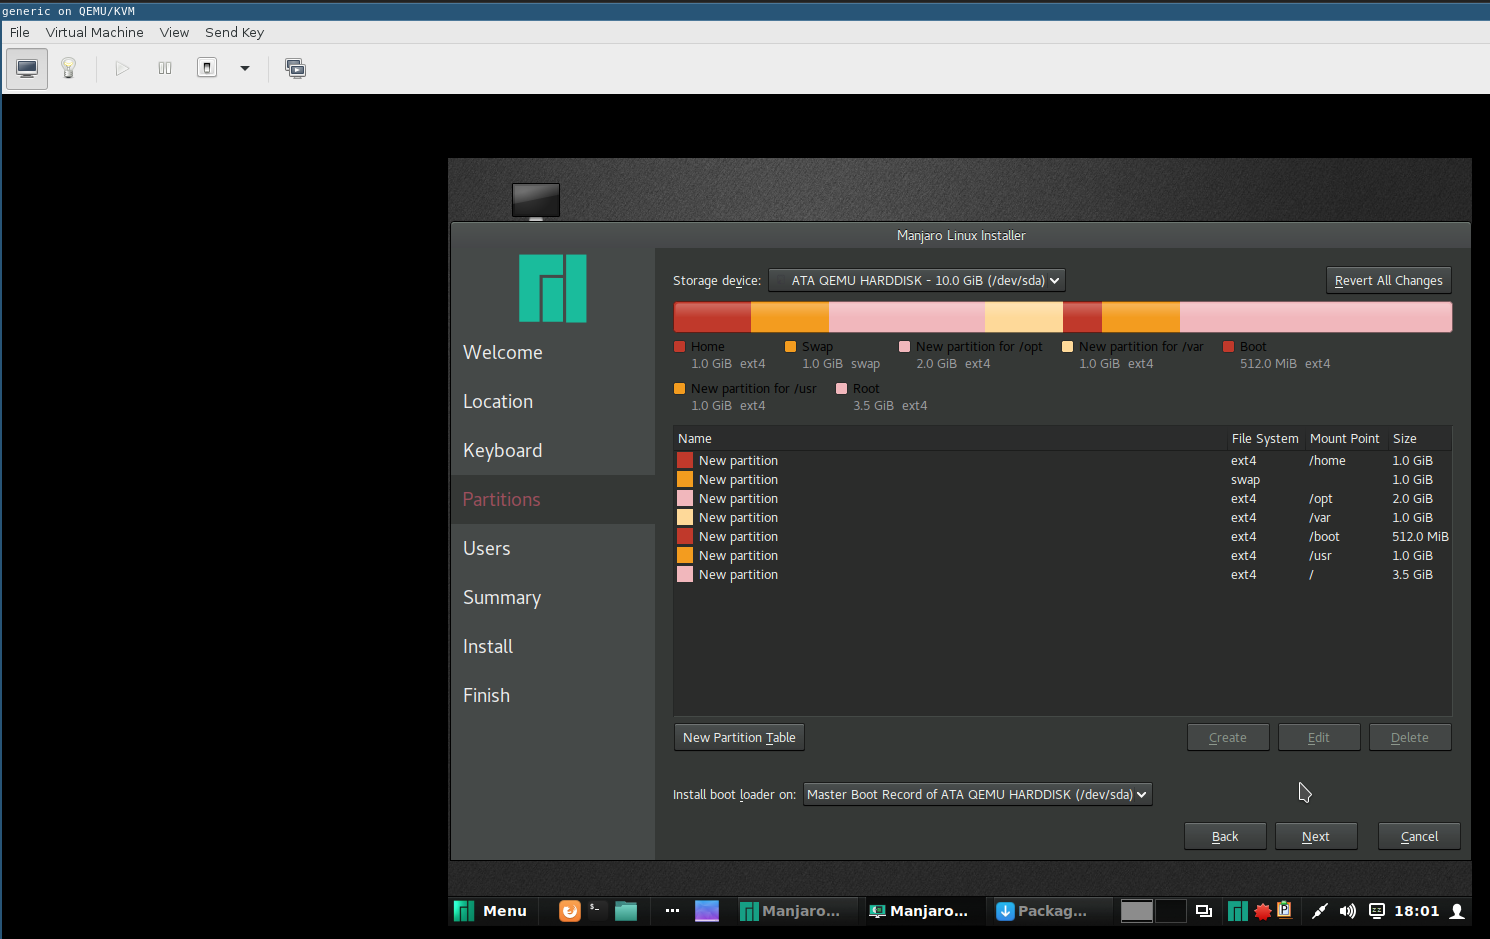 generic on QEMU/KVM
File Virtual Machine View Send Key
Manjaro Linux Installer
Welcome
Location
Keyboard
Partitions
Users
Summary
Install
Finish
Storage device: ATA QEMU HARDDISK - 10.0 GiB (/dev/sda) Revert All Changes
Home Swap New partition for /opt New partition for /var Boot
1.0 GiB ext4 1.0 GiB swap 2.0 GiB ext4 1.0 GiB ext4 512.0 MiB ext4
New partition for /usr Root
1.0 GiB ext4 3.5 GiB ext4
Name File System Mount Point Size
New partition ext4 /home 1.0 GiB
New partition swap 1.0 GiB
New partition ext4 /opt 2.0 GiB
New partition ext4 /var 1.0 GiB
New partition ext4 /boot 512.0 MiB
New partition ext4 /usr 1.0 GiB
New partition ext4 / 3.5 GiB
New Partition Table Create Edit Delete
Install boot loader on: Master Boot Record of ATA QEMU HARDDISK (/dev/sda)
Back Next Cancel
Menu Manjaro... Manjaro... Packag... 18:01